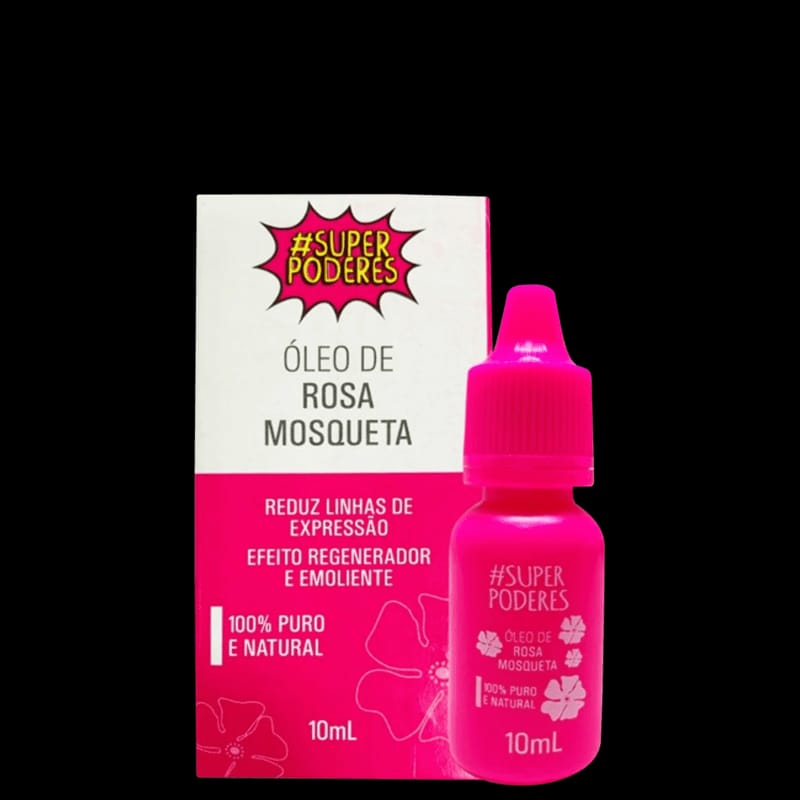 #SUPER
PODERES
ÓLEO DE
ROSA
MOSQUETA
REDUZ LINHAS DE
EXPRESSÃO
EFEITO REGENERADOR
E EMOLIENTE
100% PURO
E NATURAL
10mL
#SUPER
PODERES
ÓLEO DE
ROSA
MOSQUETA
100% PURO
E NATURAL
10mL